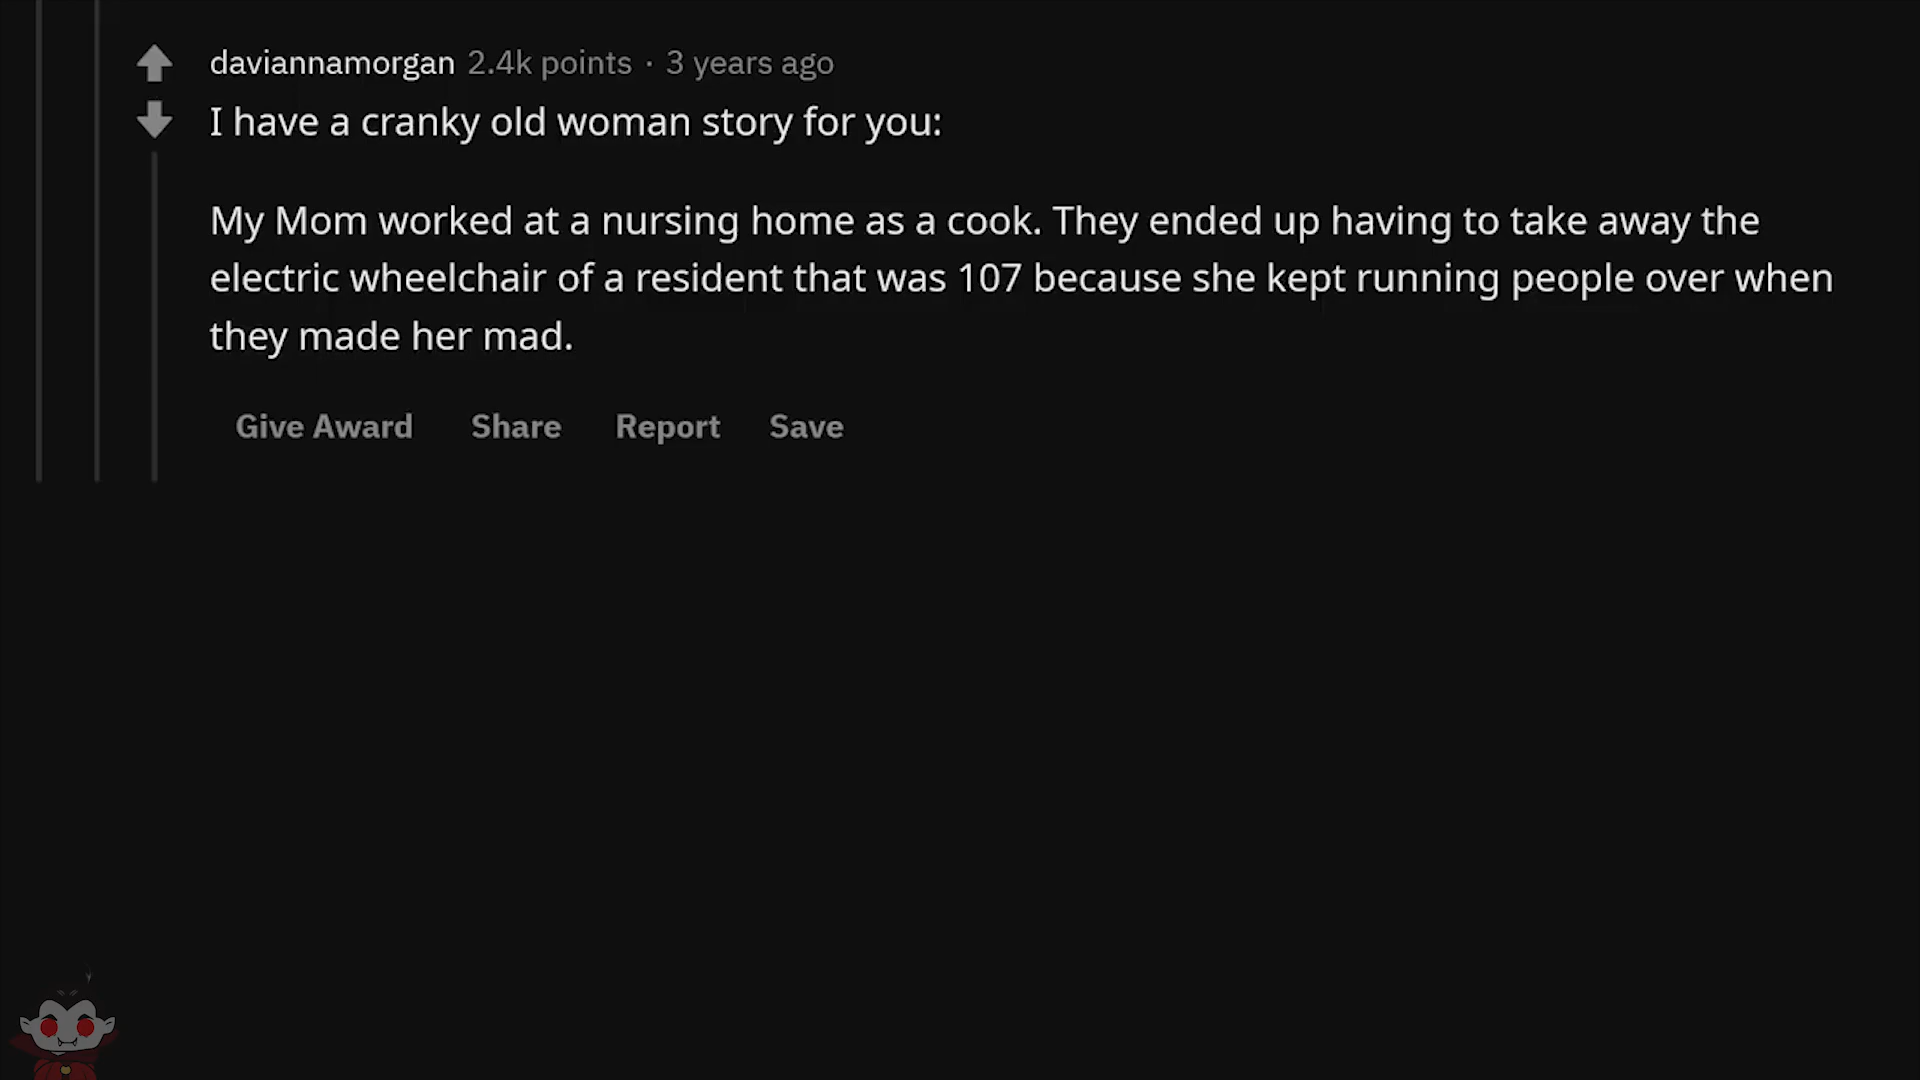 daviannamorgan 2.4k points · 3 years ago
I have a cranky old woman story for you:
My Mom worked at a nursing home as a cook. They ended up having to take away the
electric wheelchair of a resident that was 107 because she kept running people over when
they made her mad.
Give Award Share Report Save